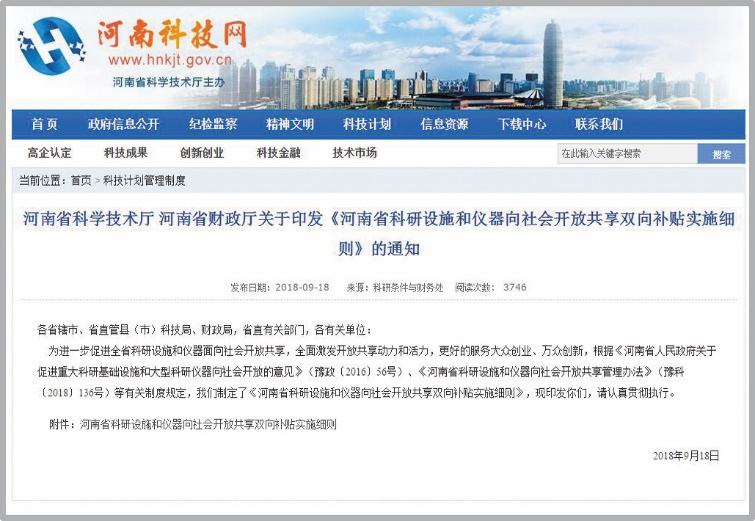 河南科技网
www.hnkjt.gov.cn
河南省科学技术厅主办
首 页 政府信息公开 纪检监察 精神文明 科技计划 信息资源 下载中心 联系我们
高企认定 科技成果 创新创业 科技金融 技术市场 在此输入关键字搜索 搜索
当前位置：首页 > 科技计划管理制度
河南省科学技术厅 河南省财政厅关于印发《河南省科研设施和仪器向社会开放共享双向补贴实施细
则》的通知
发布日期：2018-09-18 来源：科研条件与财务处 阅读次数： 3746
各省辖市、省直管县（市）科技局、财政局，省直有关部门，各有关单位：
为进一步促进全省科研设施和仪器面向社会开放共享，全面激发开放共享动力和活力，更好的服务大众创业、万众创新，根据《河南省人民政府关于
促进重大科研基础设施和大型科研仪器向社会开放的意见》（豫政〔2016〕56号）、《河南省科研设施和仪器向社会开放共享管理办法》（豫科
〔2018〕136号）等有关制度规定，我们制定了《河南省科研设施和仪器向社会开放共享双向补贴实施细则》，现印发你们，请认真贯彻执行。
附件：河南省科研设施和仪器向社会开放共享双向补贴实施细则
2018年9月18日